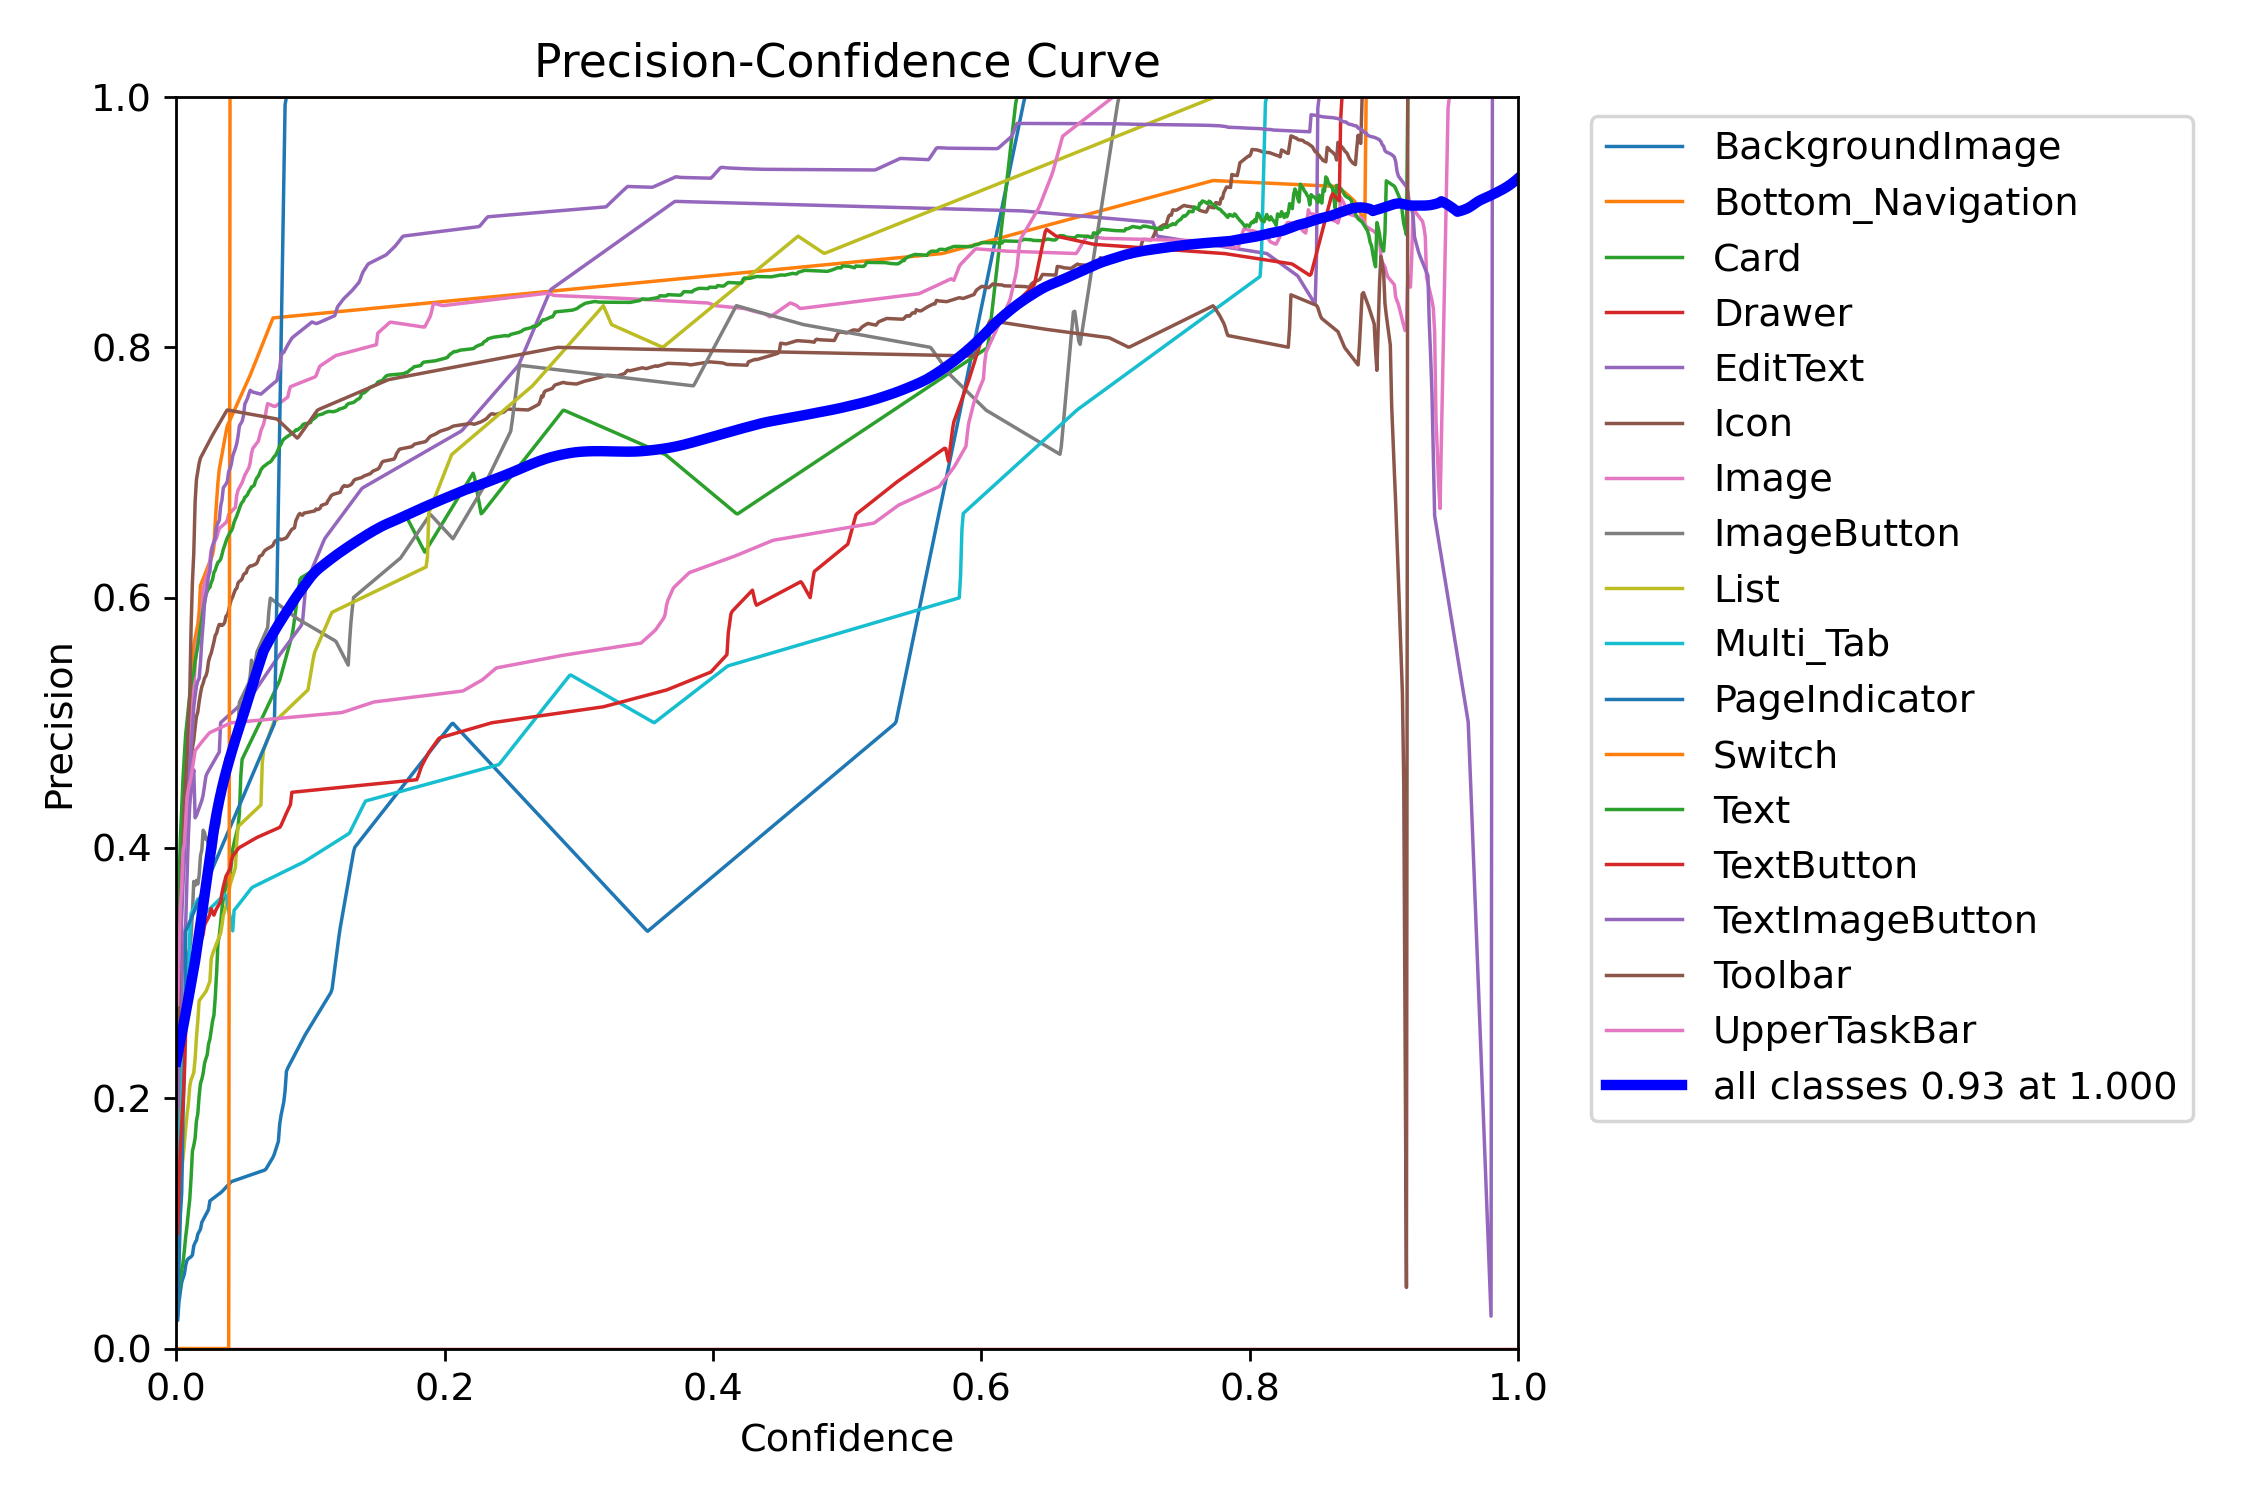 Precision-Confidence Curve
1.0
0.8
0.6
0.4
0.2
0.0
Precision
0.0 0.2 0.4 0.6 0.8 1.0
Confidence
BackgroundImage
Bottom_Navigation
Card
Drawer
EditText
Icon
Image
ImageButton
List
Multi_Tab
PageIndicator
Switch
Text
TextButton
TextImageButton
Toolbar
UpperTaskBar
all classes 0.93 at 1.000